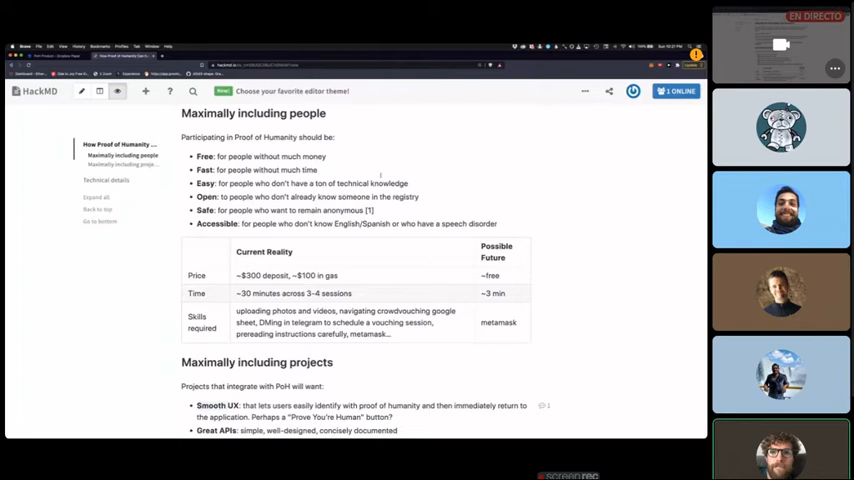 EN DIRECTO
HackMD
Choose your favorite editor theme!
1 ONLINE
How Proof of Humanity
Maximally including people
Maximally including proje...
Technical details
Expand all
Back to top
Go to bottom
Maximally including people
Participating in Proof of Humanity should be:
Free: for people without much money
Fast: for people without much time
Easy: for people who don't have a ton of technical knowledge
Open: to people who don't already know someone in the registry
Safe: for people who want to remain anonymous [1]
Accessible: for people who don't know English/Spanish or who have a speech disorder
Current Reality
Possible
Future
Price
~$300 deposit, ~$100 in gas
~free
Time
~30 minutes across 3-4 sessions
~3 min
Skills
required
uploading photos and videos, navigating crowdvouching google
sheet, DMing in telegram to schedule a vouching session,
prereading instructions carefully, metamask...
metamask
Maximally including projects
Projects that integrate with PoH will want:
Smooth UX: that lets users easily identify with proof of humanity and then immediately return to
the application. Perhaps a "Prove You're Human" button?
Great APIs: simple, well-designed, concisely documented
screenrec